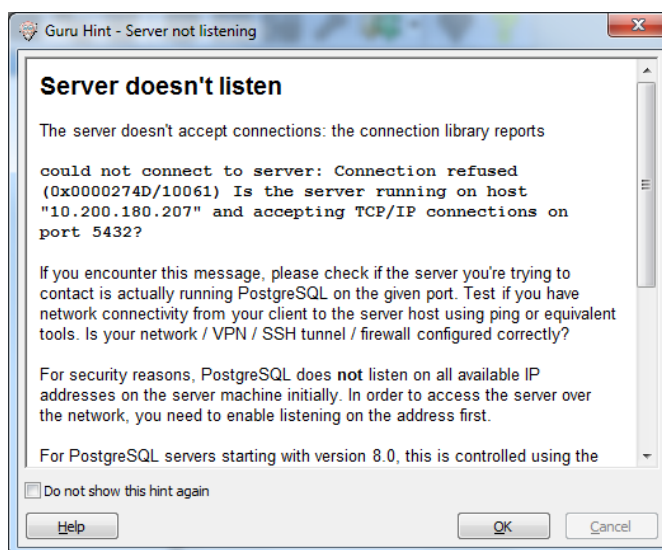 Guru Hint - Server not listening
Server doesn't listen
The server doesn't accept connections: the connection library reports
could not connect to server: Connection refused
(0x0000274D/10061) Is the server running on host
"10.200.180.207" and accepting TCP/IP connections on
port 5432?
If you encounter this message, please check if the server you're trying to
contact is actually running PostgreSQL on the given port. Test if you have
network connectivity from your client to the server host using ping or equivalent
tools. Is your network / VPN / SSH tunnel / firewall configured correctly?
For security reasons, PostgreSQL does not listen on all available IP
addresses on the server machine initially. In order to access the server over
the network, you need to enable listening on the address first.
For PostgreSQL servers starting with version 8.0, this is controlled using the
Do not show this hint again
Help
OK
Cancel